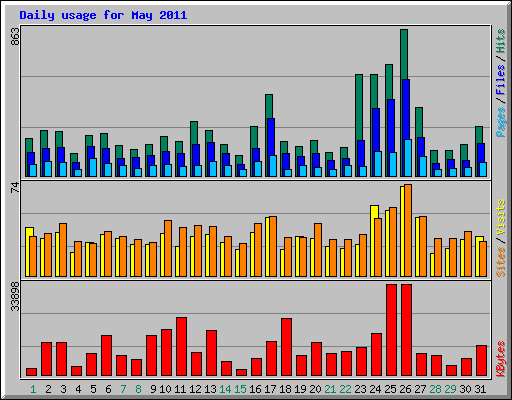 Daily usage for May 2011
863
Pages / Files / Hits
74
Sites / Visits
33898
KBytes
1 2 3 4 5 6 7 8 9 10 11 12 13 14 15 16 17 18 19 20 21 22 23 24 25 26 27 28 29 30 31